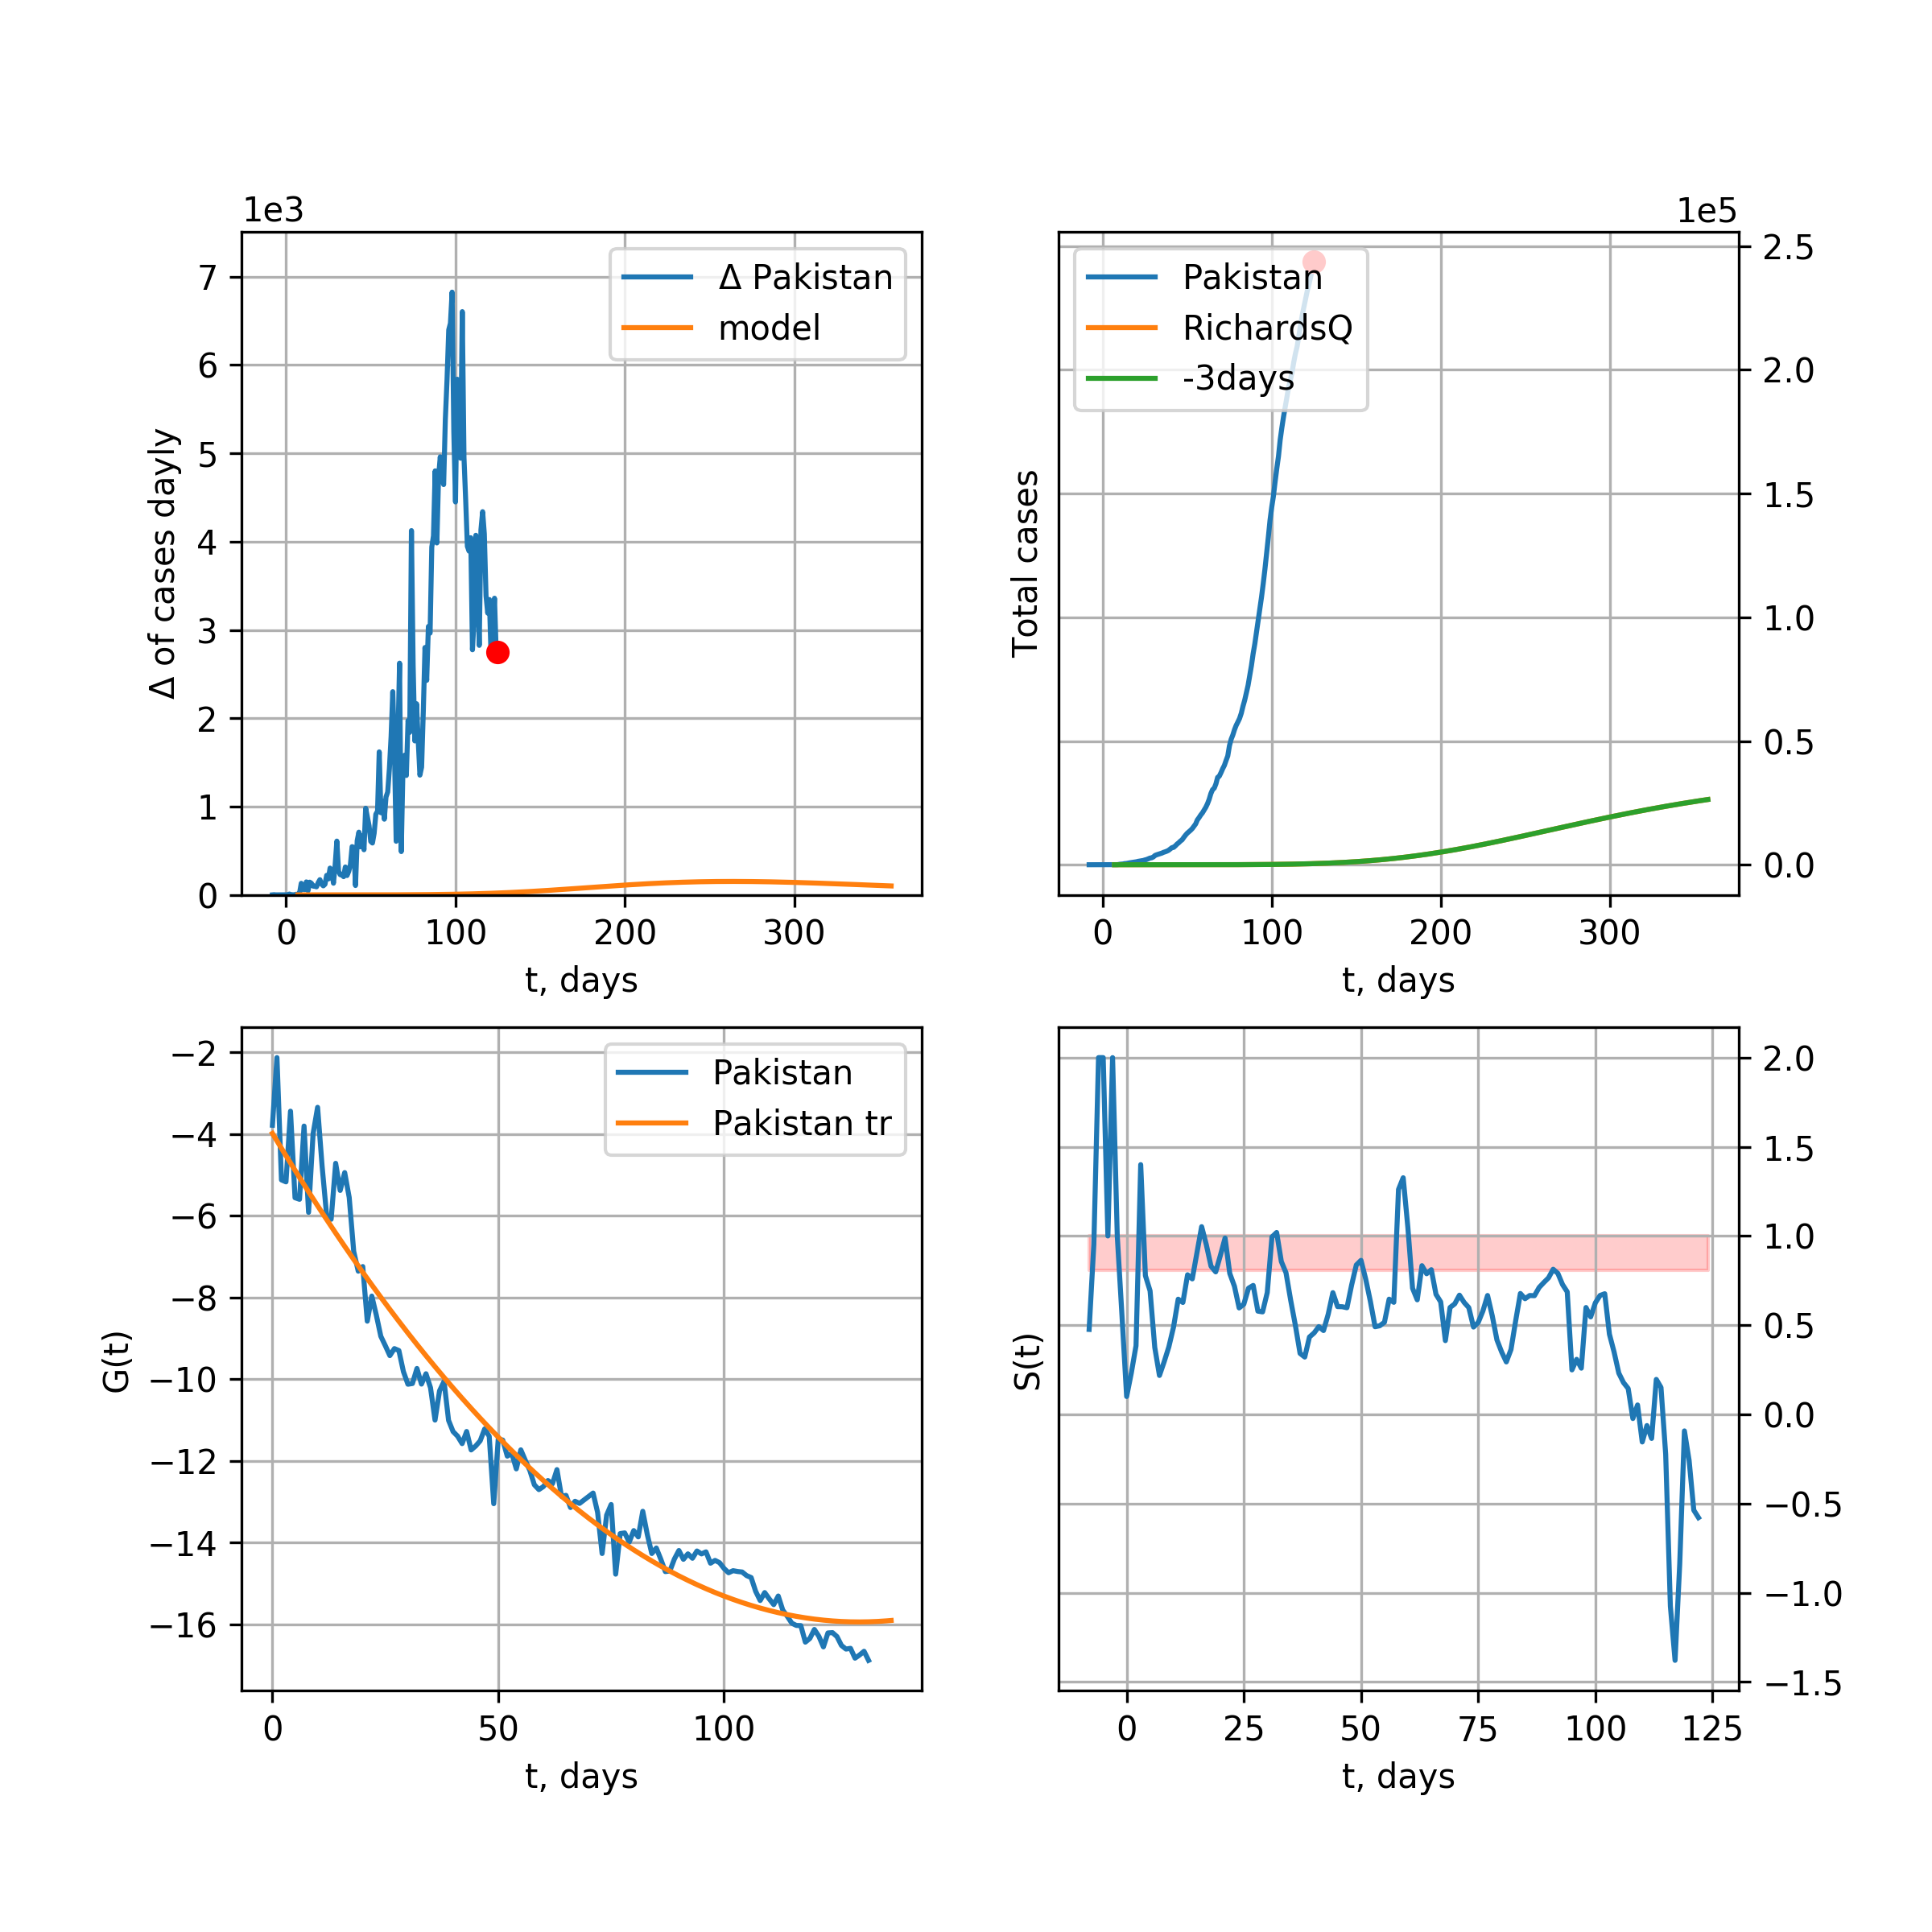 1e3
7
6
5
4
3
2
1
0
Δ of cases dayly
Δ Pakistan
model
0 100 200 300
t, days
1e5
2.5
2.0
1.5
1.0
0.5
0.0
Total cases
Pakistan
RichardsQ
-3days
0 100 200 300
t, days
−2
−4
−6
−8
−10
−12
−14
−16
G(t)
Pakistan
Pakistan tr
0 50 100
t, days
2.0
1.5
1.0
0.5
0.0
−0.5
−1.0
−1.5
S(t)
0 25 50 75 100 125
t, days